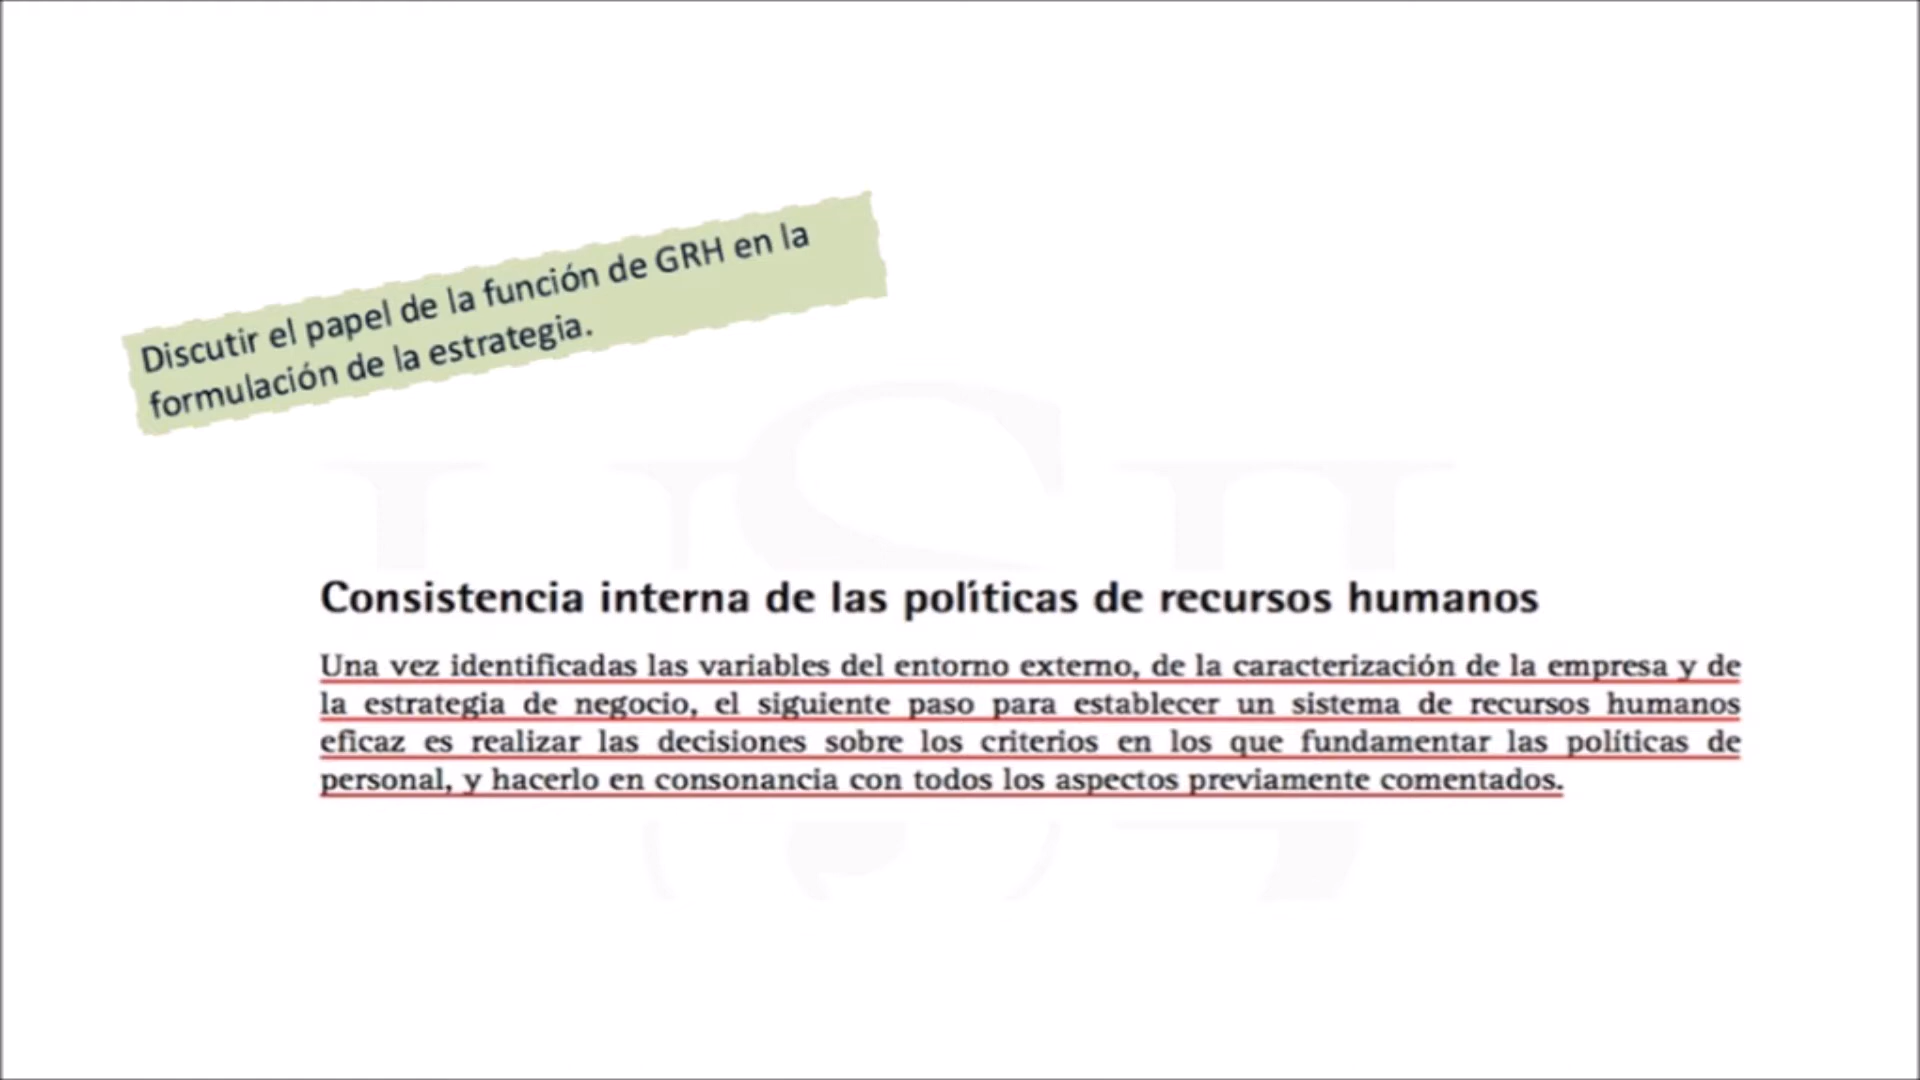 Discutir el papel de la función de GRH en la
formulación de la estrategia.
Consistencia interna de las políticas de recursos humanos
Una vez identificadas las variables del entorno externo, de la caracterización de la empresa y de
la estrategia de negocio, el siguiente paso para establecer un sistema de recursos humanos
eficaz es realizar las decisiones sobre los criterios en los que fundamentar las políticas de
personal, y hacerlo en consonancia con todos los aspectos previamente comentados.